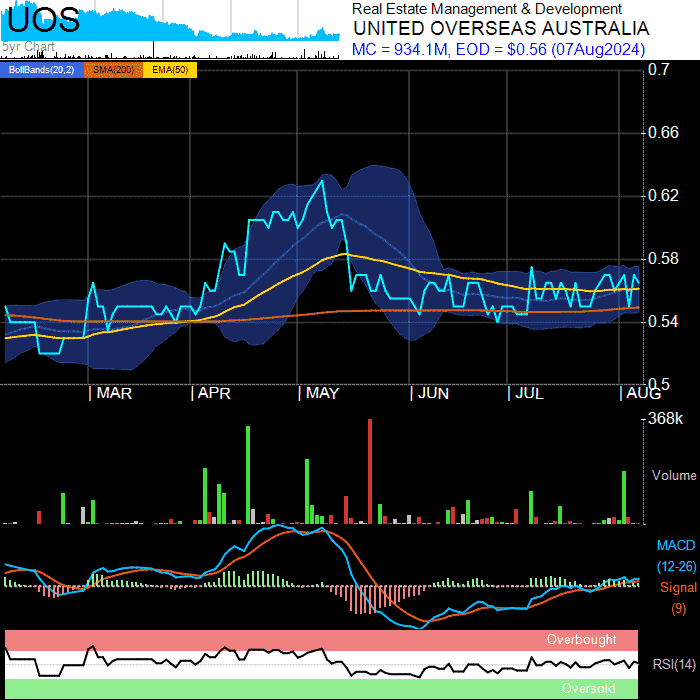 UOS
5yr Chart
Real Estate Management & Development
UNITED OVERSEAS AUSTRALIA
MC = 934.1M, EOD = $0.56 (07Aug2024)
BollBands(20,2) SMA(200) EMA(50)
0.7
0.66
0.62
0.58
0.54
0.5
MAR APR MAY JUN JUL AUG
368k
Volume
MACD
(12-26)
Signal
(9)
Overbought
RSI(14)
Oversold